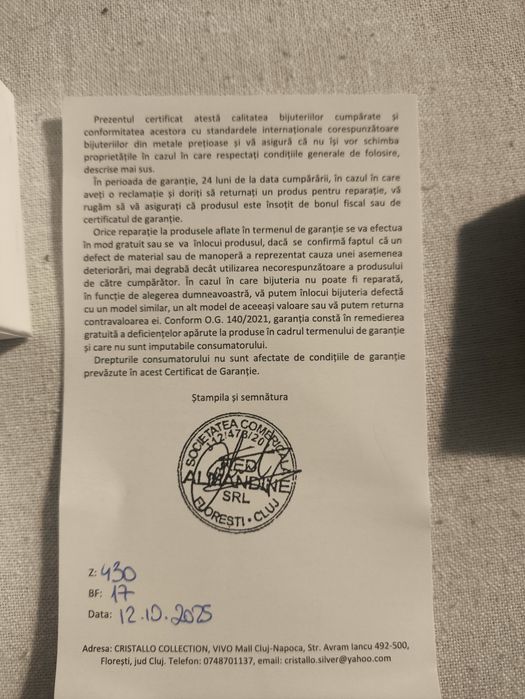 Prezentul certificat atestă calitatea bijuteriilor cumpărate și
conformitatea acestora cu standardele internaționale corespunzătoare
bijuteriilor din metale prețioase și vă asigură că nu își vor schimba
proprietățile în cazul în care respectați condițiile generale de folosire,
descrise mai sus.
În perioada de garanție, 24 luni de la data cumpărării, în cazul în care
aveți o reclamație și doriți să returnați un produs pentru reparație, vă
rugăm să vă asigurați că produsul este însoțit de bonul fiscal sau de
certificatul de garanție.
Orice reparație la produsele aflate în termenul de garanție se va efectua
în mod gratuit sau se va înlocui produsul, dacă se confirmă faptul că un
defect de material sau de manoperă a reprezentat cauza unei asemenea
deteriorări, mai degrabă decât utilizarea necorespunzătoare a produsului
de către cumpărător. În cazul în care bijuteria nu poate fi reparată,
în funcție de alegerea dumneavoastră, vă putem înlocui bijuteria defectă
cu un model similar, un alt model de aceeași valoare sau vă putem returna
contravaloarea ei. Conform O.G. 140/2021, garanția constă în remedierea
gratuită a deficiențelor apărute la produse în cadrul termenului de garanție
și care nu sunt imputabile consumatorului.
Drepturile consumatorului nu sunt afectate de condițiile de garanție
prevăzute în acest Certificat de Garanție.
Ștampila și semnătura
SOCIETATEA COMERCIALĂ
RED
ALMANDINE
SRL
FLOREȘTI • CLUJ
Z: 430
BF: 17
Data: 12.10.2025
Adresa: CRISTALLO COLLECTION, VIVO Mall Cluj-Napoca, Str. Avram Iancu 492-500,
Florești, jud Cluj. Telefon: 0748701137, email: cristallo.silver@yahoo.com